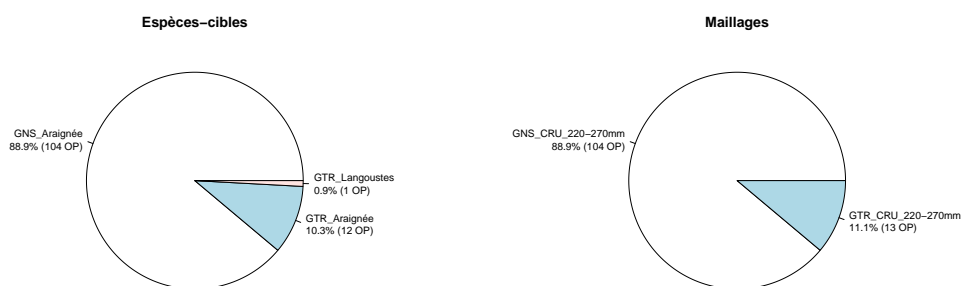 Espèces−cibles
GNS_Araignée
88.9% (104 OP)
GTR_Langoustes
0.9% (1 OP)
GTR_Araignée
10.3% (12 OP)
Maillages
GNS_CRU_220−270mm
88.9% (104 OP)
GTR_CRU_220−270mm
11.1% (13 OP)